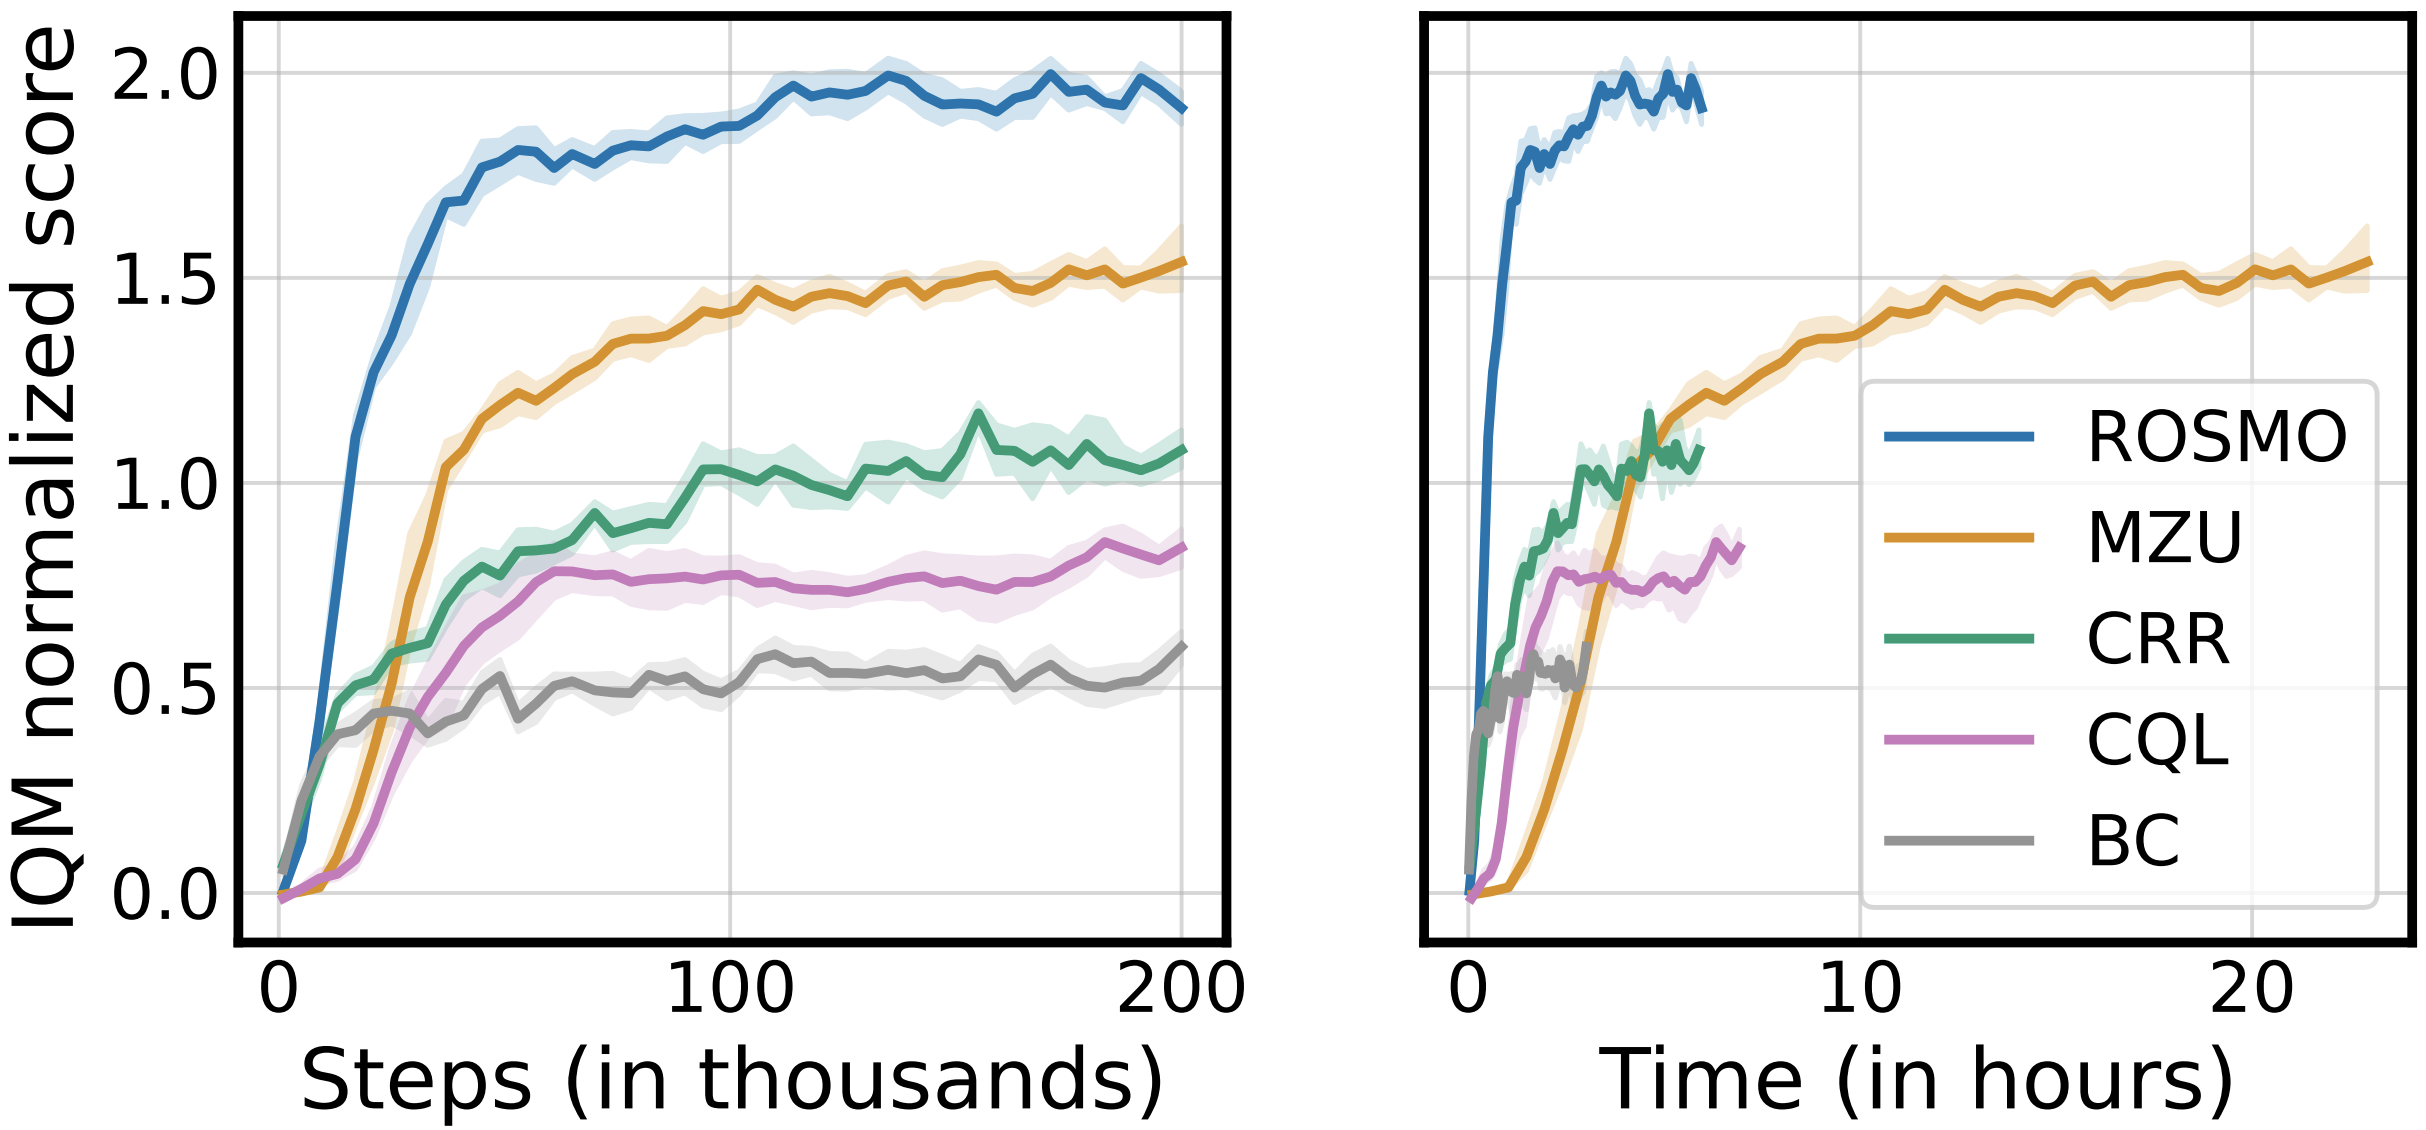 IQM normalized score
2.0
1.5
1.0
0.5
0.0
0 100 200
Steps (in thousands)
0 10 20
Time (in hours)
ROSMO
MZU
CRR
CQL
BC